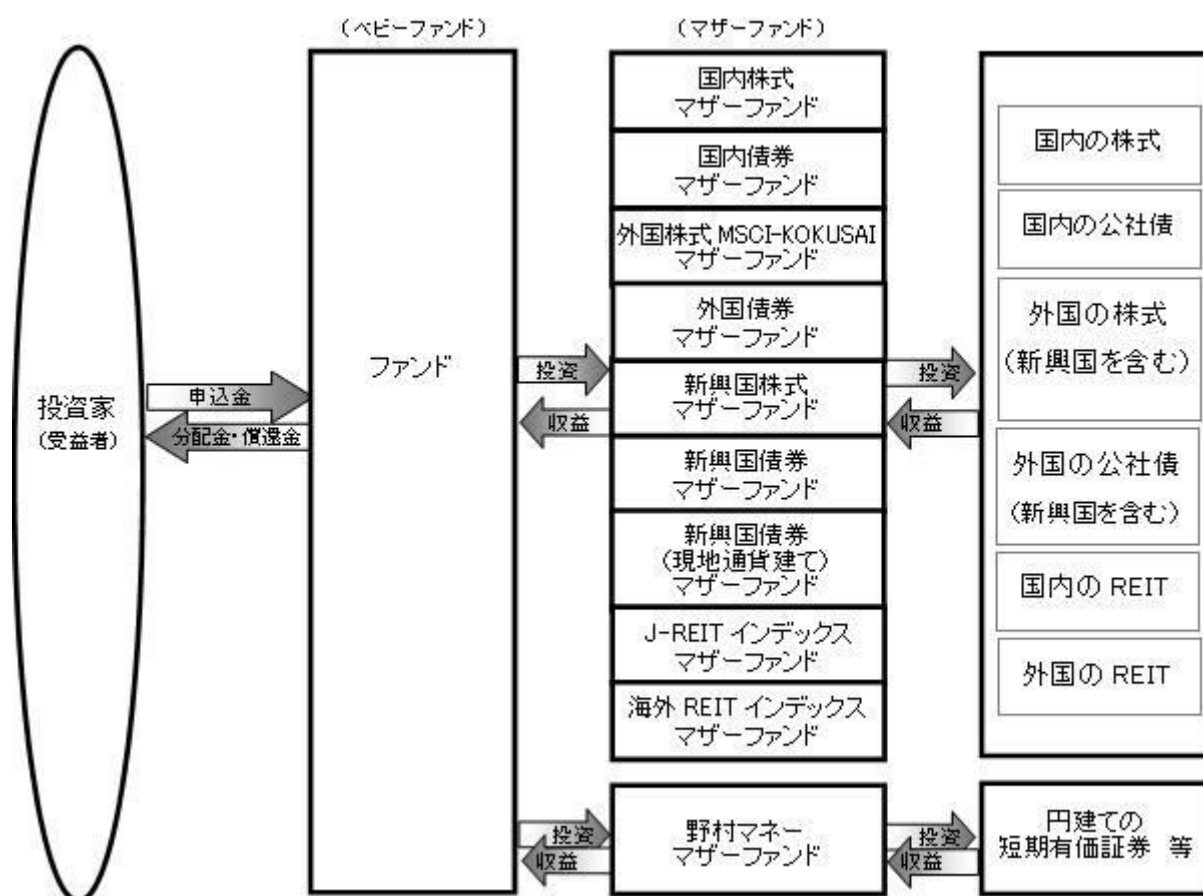 （ベビーファンド）
（マザーファンド）
投資家
（受益者）
申込金
分配金・償還金
ファンド
投資
収益
国内株式
マザーファンド
国内債券
マザーファンド
外国株式 MSCI-KOKUSAI
マザーファンド
外国債券
マザーファンド
新興国株式
マザーファンド
新興国債券
マザーファンド
新興国債券
（現地通貨建て）
マザーファンド
J-REIT インデックス
マザーファンド
海外 REIT インデックス
マザーファンド
投資
収益
国内の株式
国内の公社債
外国の株式
（新興国を含む）
外国の公社債
（新興国を含む）
国内の REIT
外国の REIT
投資
収益
野村マネー
マザーファンド
投資
収益
円建ての
短期有価証券 等